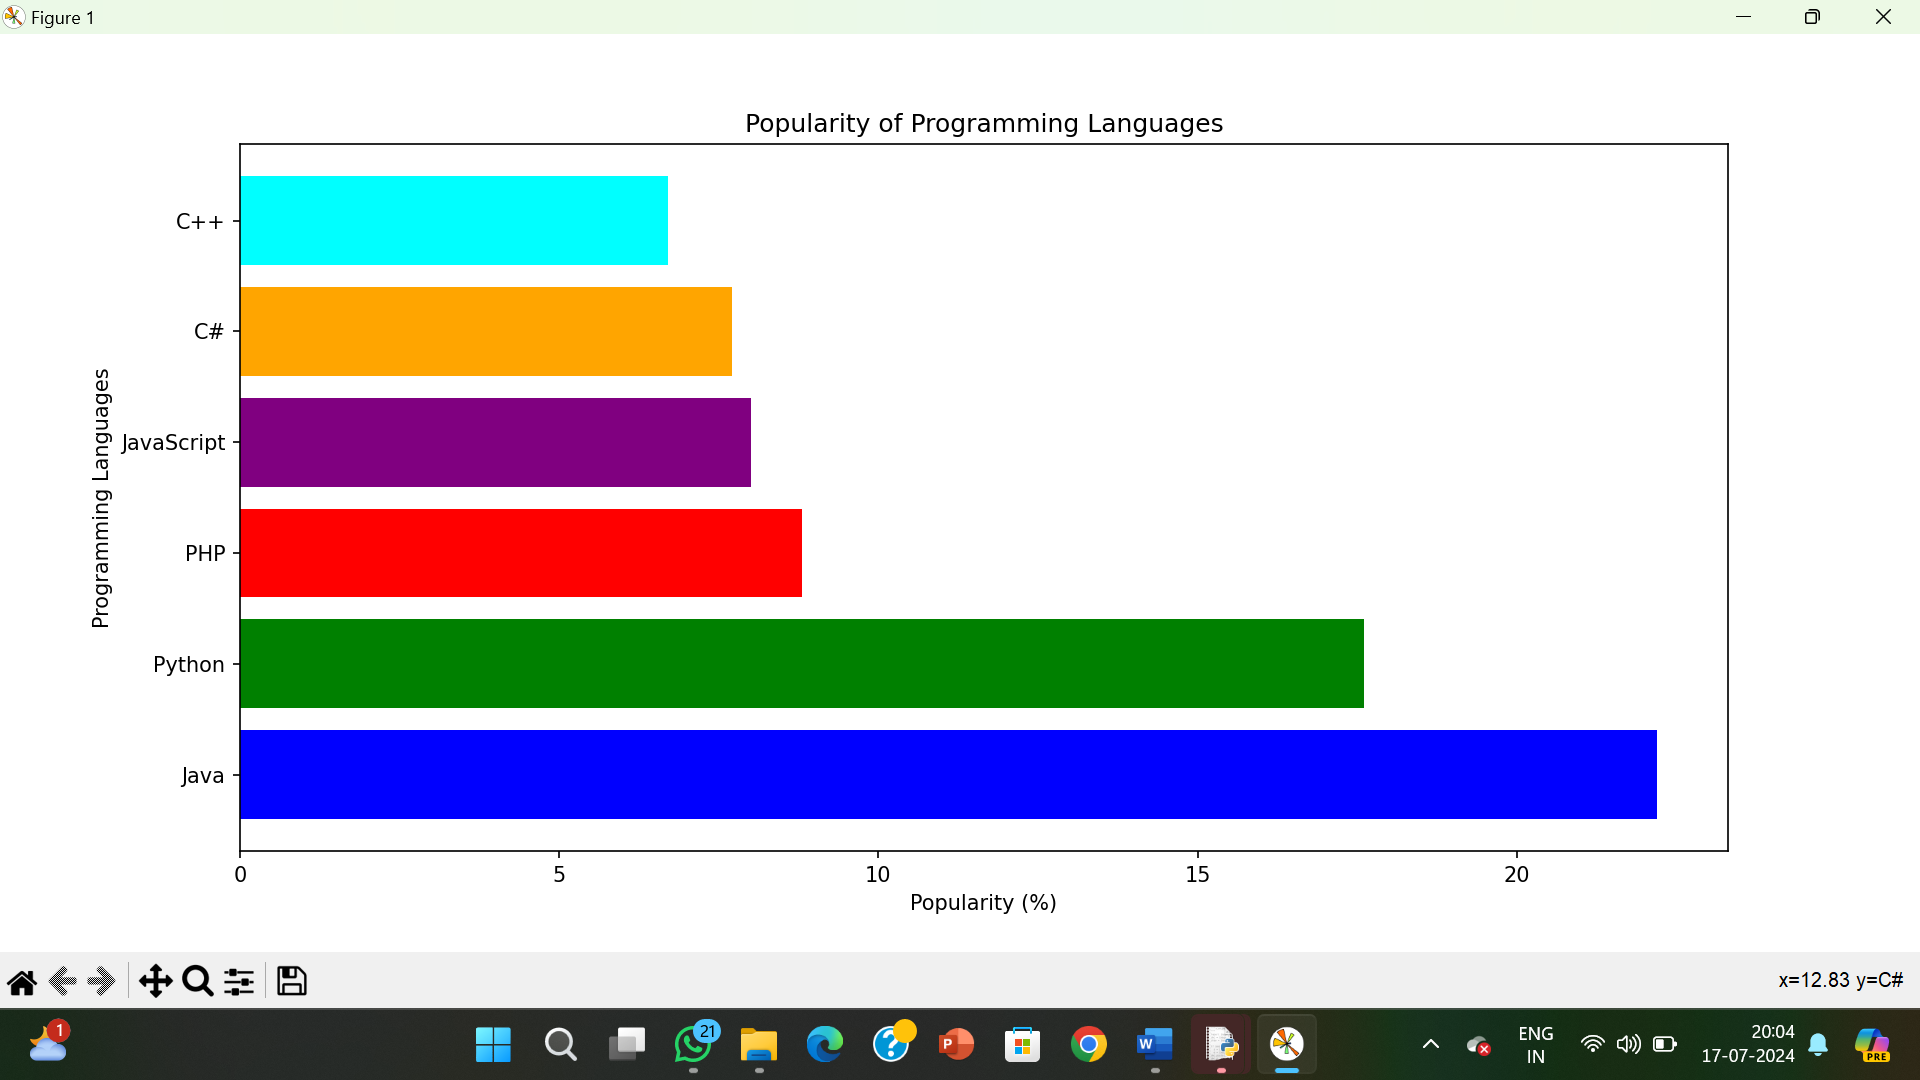 Figure 1
Popularity of Programming Languages
C++
C#
JavaScript
PHP
Python
Java
Programming Languages
0 5 10 15 20
Popularity (%)
x=12.83 y=C#
1
21
?
P
W
PRE
ENG
IN
20:04
17-07-2024